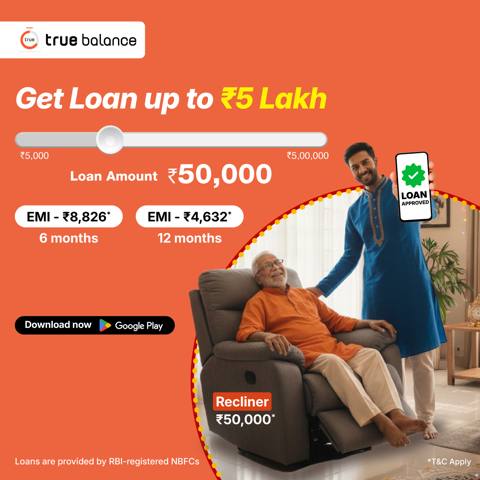 true balance
Get Loan up to ₹5 Lakh
₹5,000
₹5,00,000
Loan Amount ₹50,000
EMI - ₹8,826*
EMI - ₹4,632*
6 months
12 months
LOAN
APPROVED
Download now Google Play
Recliner
₹50,000*
Loans are provided by RBI-registered NBFCs
*T&C Apply